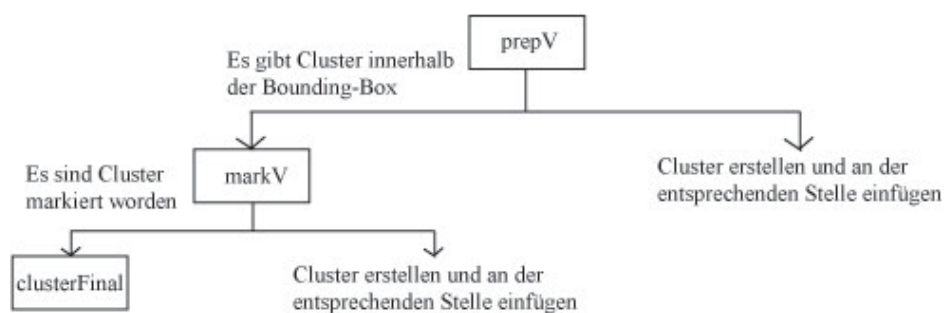 prepV
Es gibt Cluster innerhalb
der Bounding-Box
markV
Cluster erstellen und an der
entsprechenden Stelle einfügen
Es sind Cluster
markiert worden
clusterFinal
Cluster erstellen und an der
entsprechenden Stelle einfügen